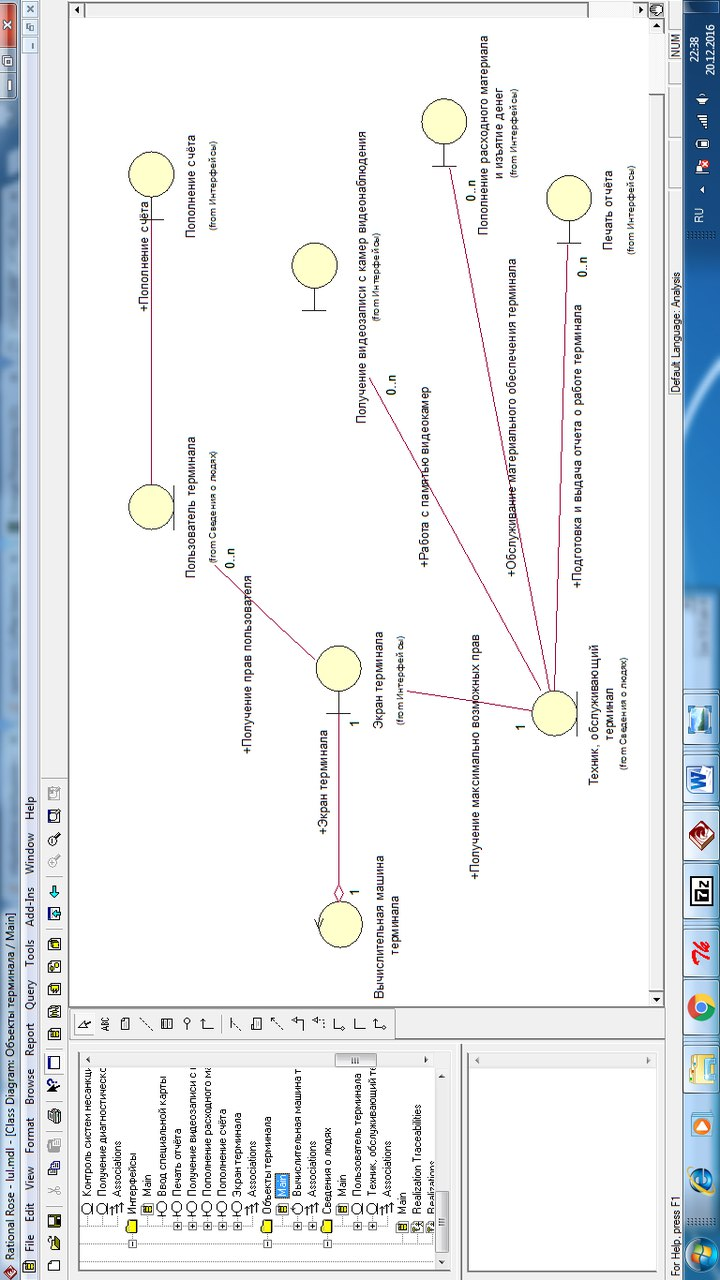 Rational Rose - lul.mdl - [Class Diagram: Объекты терминала / Main]
File Edit View Format Browse Report Query Tools Add-Ins Window Help
Контроль систем несанкци
Получение диагностическо
Associations
Интерфейсы
Main
Ввод специальной карты
Печать отчёта
Получение видеозаписи с
Пополнение расходного ма
Пополнение счёта
Экран терминала
Associations
Объекты терминала
Main
Вычислительная машина т
Associations
Сведения о людях
Main
Пользователь терминала
Техник, обслуживающий те
Associations
Main
Realization Traceabilities
Realizations
ABC
+Пополнение счёта
Пользователь терминала
(from Сведения о людях)
0..n
Пополнение счёта
(from Интерфейсы)
+Получение прав пользователя
+Экран терминала
1
1
Вычислительная машина
терминала
Экран терминала
(from Интерфейсы)
Получение видеозаписи с камер видеонаблюдения
(from Интерфейсы)
0..n
+Работа с памятью видеокамер
+Получение максимально возможных прав
0..n
Пополнение расходного материала
и изъятие денег
(from Интерфейсы)
+Обслуживание материального обеспечения терминала
1
Техник, обслуживающий
терминал
(from Сведения о людях)
+Подготовка и выдача отчета о работе терминала
0..n
Печать отчёта
(from Интерфейсы)
For Help, press F1
Default Language: Analysis
NUM
RU
22:38
20.12.2016